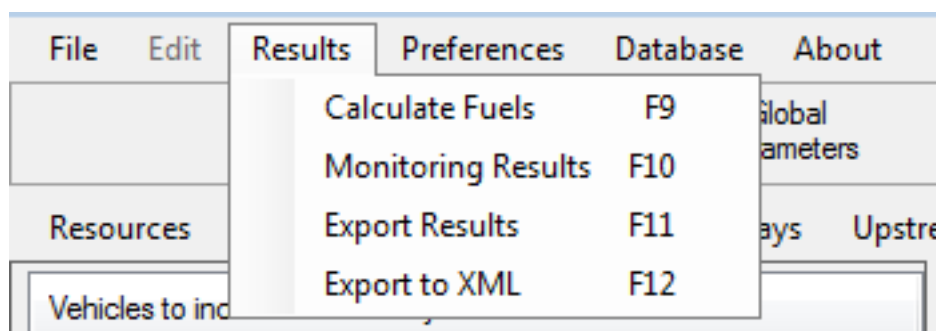 File Edit Results Preferences Database About
Calculate Fuels F9
Monitoring Results F10
Export Results F11
Export to XML F12
Global
Resources
Vehicles to